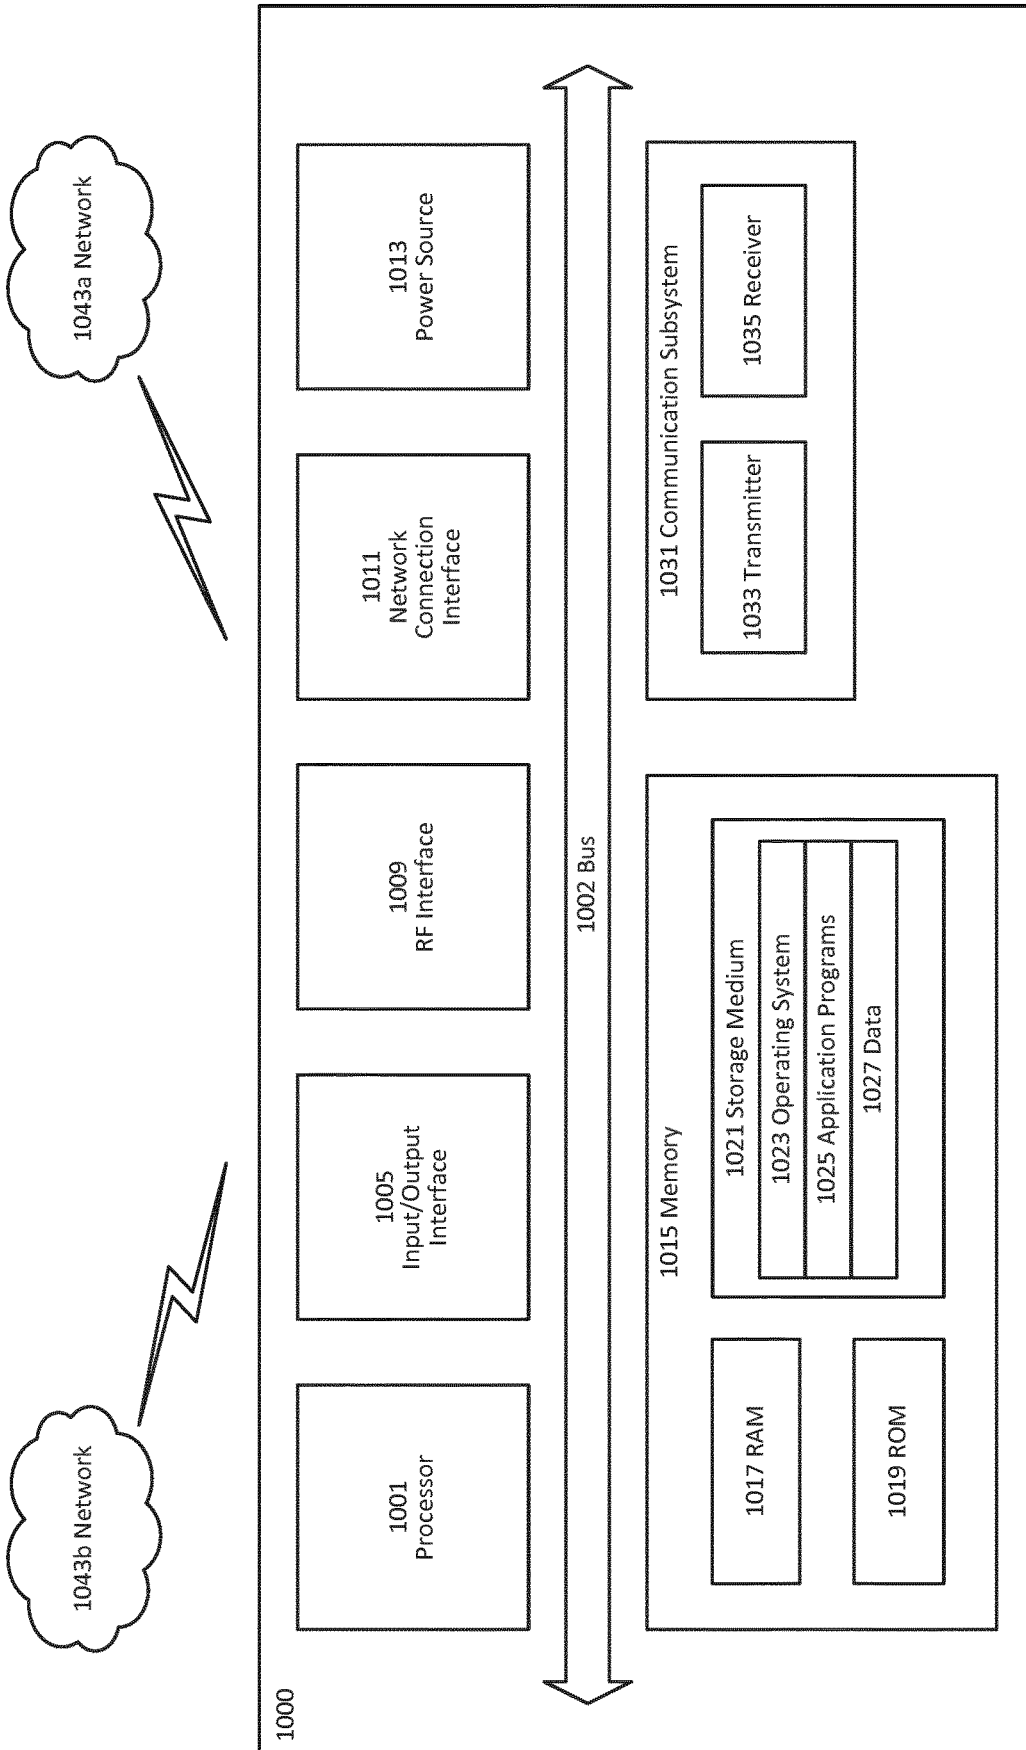 1043b Network
1043a Network
1000
1001
Processor
1005
Input/Output
Interface
1009
RF Interface
1011
Network
Connection
Interface
1013
Power Source
1002 Bus
1015 Memory
1017 RAM
1019 ROM
1021 Storage Medium
1023 Operating System
1025 Application Programs
1027 Data
1031 Communication Subsystem
1033 Transmitter
1035 Receiver